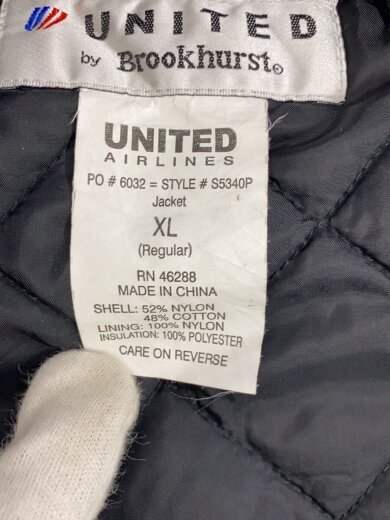 UNITED
by Brookhurst®
UNITED
AIRLINES
PO # 6032 = STYLE # S5340P
Jacket
XL
(Regular)
RN 46288
MADE IN CHINA
SHELL: 52% NYLON
48% COTTON
LINING: 100% NYLON
INSULATION: 100% POLYESTER
CARE ON REVERSE